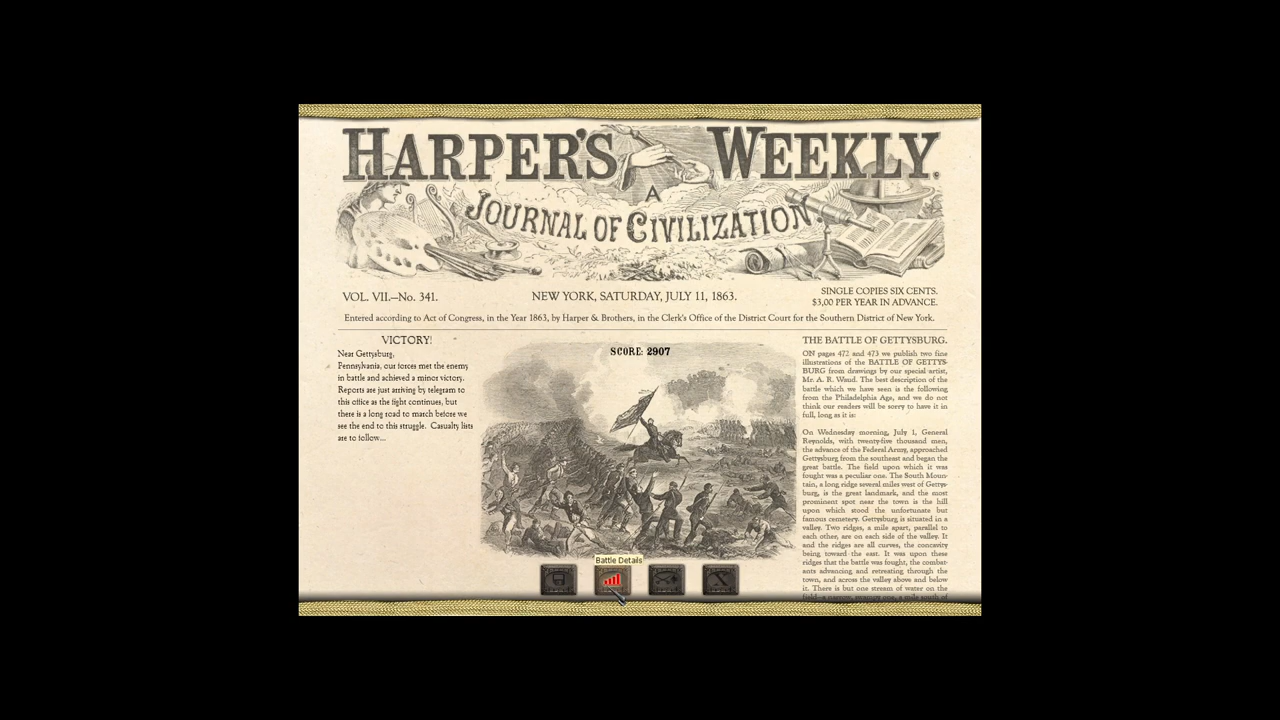 HARPER'S WEEKLY.
A
JOURNAL OF CIVILIZATION
VOL. VII.—No. 341.
NEW YORK, SATURDAY, JULY 11, 1863.
SINGLE COPIES SIX CENTS.
$3,00 PER YEAR IN ADVANCE.
Entered according to Act of Congress, in the Year 1863, by Harper & Brothers, in the Clerk's Office of the District Court for the Southern District of New York.
VICTORY!
Near Gettysburg,
Pennsylvania, our forces met the enemy
in battle and achieved a minor victory.
Reports are just arriving by telegram to
this office as the fight continues, but
there is a long road to march before we
see the end to this struggle. Casualty lists
are to follow...
SCORE: 2907
Battle Details
THE BATTLE OF GETTYSBURG.
ON pages 472 and 473 we publish two fine
illustrations of the BATTLE OF GETTYS-
BURG from drawings by our special artist,
Mr. A. R. Waud. The best description of the
battle which we have seen is the following
from the Philadelphia Age, and we do not
think our readers will be sorry to have it in
full, long as it is:
On Wednesday morning, July 1, General
Reynolds, with twenty-five thousand men,
the advance of the Federal Army, approached
Gettysburg from the southeast and began the
great battle. The field upon which it was
fought was a peculiar one. The South Moun-
tain, a long ridge several miles west of Gettys-
burg, is the great landmark, and the most
prominent spot near the town is the hill
upon which stood the unfortunate but
famous cemetery. Gettysburg is situated in a
valley. Two ridges, a mile apart, parallel to
each other, are on each side of the valley. It
and the ridges are all curves, the concavity
being toward the east. It was upon these
ridges that the battle was fought, the combat-
ants advancing and retreating through the
town, and across the valley above and below
it. There is but one stream of water on the
field—a narrow, swampy one, a mile south of